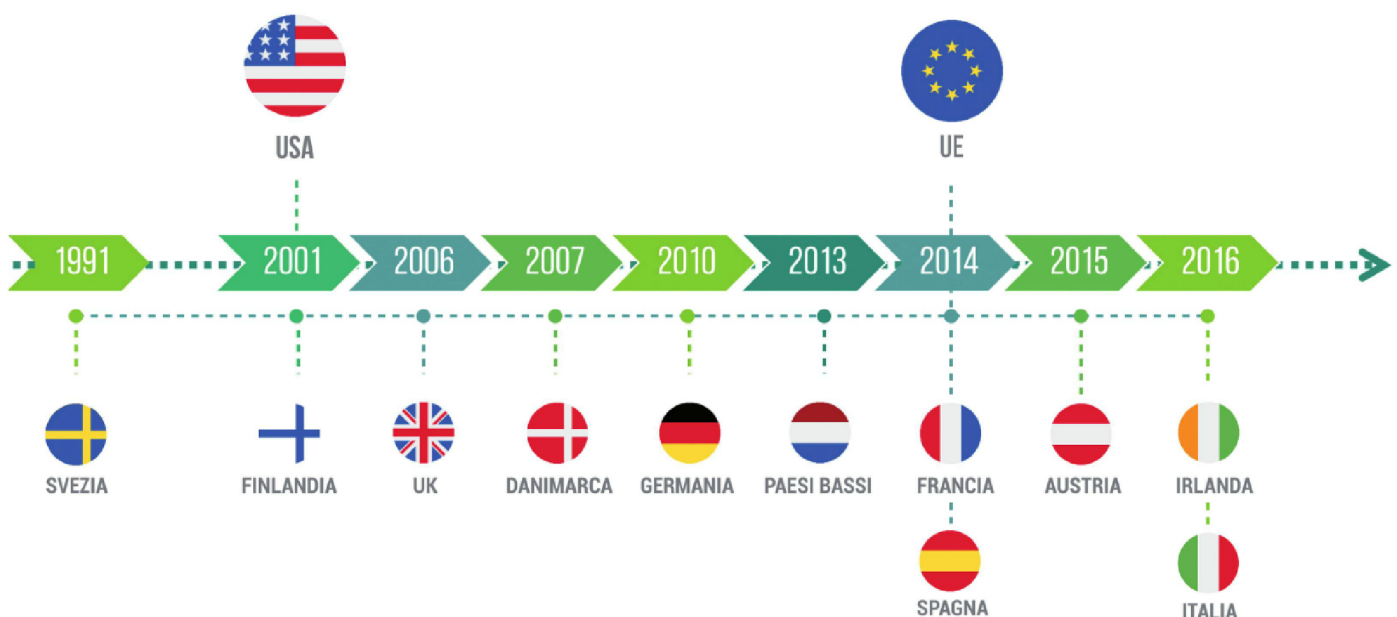 USA
UE
1991
2001
2006
2007
2010
2013
2014
2015
2016
SVEZIA
FINLANDIA
UK
DANIMARCA
GERMANIA
PAESI BASSI
FRANCIA
AUSTRIA
IRLANDA
SPAGNA
ITALIA